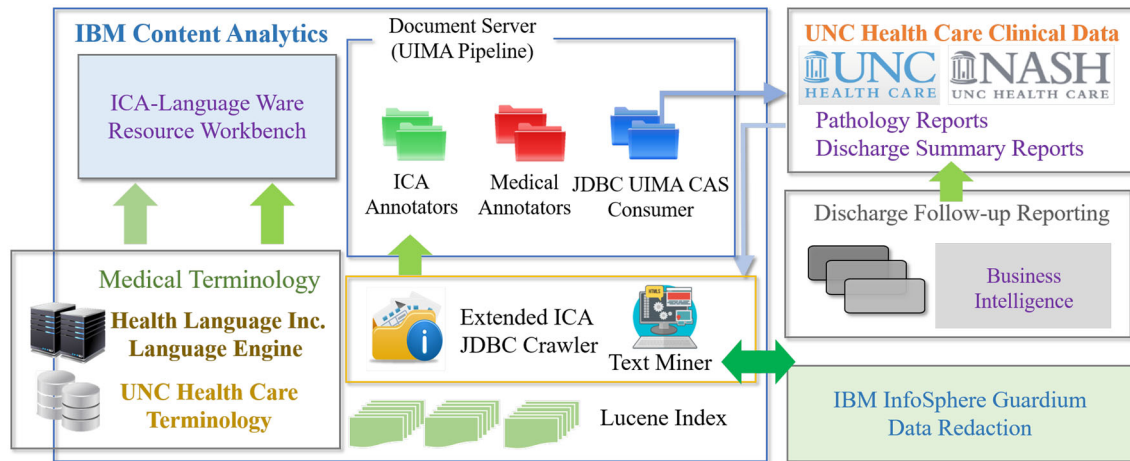 IBM Content Analytics
ICA-Language Ware
Resource Workbench
Document Server
(UIMA Pipeline)
ICA
Annotators
Medical
Annotators
JDBC UIMA CAS
Consumer
UNC Health Care Clinical Data
UNC
HEALTH CARE
NASH
UNC HEALTH CARE
Pathology Reports
Discharge Summary Reports
Medical Terminology
Health Language Inc.
Language Engine
UNC Health Care
Terminology
Extended ICA
JDBC Crawler
HTML5
Text Miner
Lucene Index
Discharge Follow-up Reporting
Business
Intelligence
IBM InfoSphere Guardium
Data Redaction